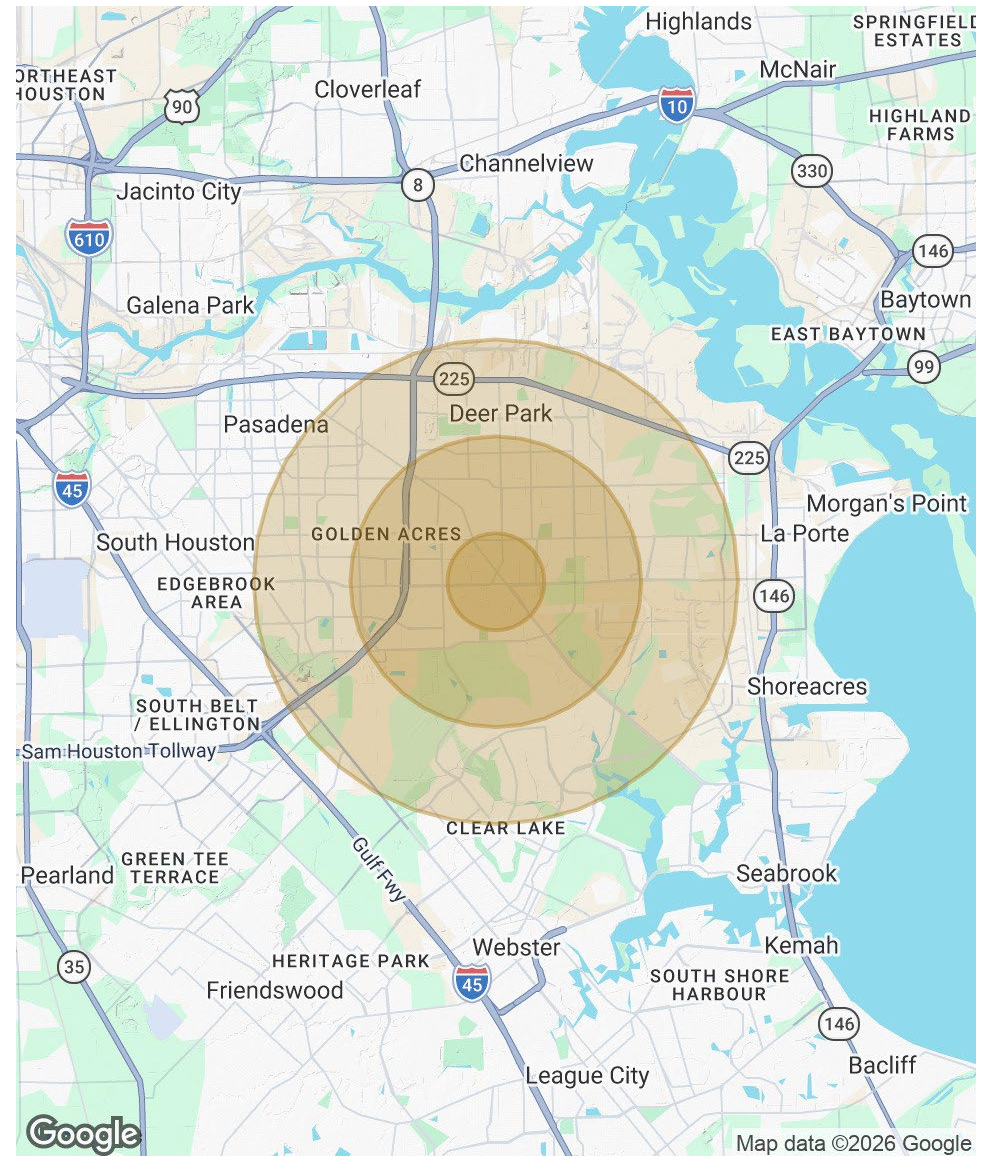 Highlands
SPRINGFIELD
ESTATES
ORTHEAST
HOUSTON
McNair
Cloverleaf
90
10
HIGHLAND
FARMS
Channelview
330
Jacinto City
8
610
146
Galena Park
Baytown
EAST BAYTOWN
99
225
Deer Park
Pasadena
225
45
Morgan's Point
GOLDEN ACRES
La Porte
South Houston
EDGEBROOK
AREA
146
Shoreacres
SOUTH BELT
/ ELLINGTON
Sam Houston Tollway
CLEAR LAKE
Gulf Fwy
GREEN TEE
TERRACE
Pearland
Seabrook
Webster
Kemah
35
HERITAGE PARK
45
SOUTH SHORE
HARBOUR
Friendswood
146
Bacliff
League City
Google
Map data ©2026 Google